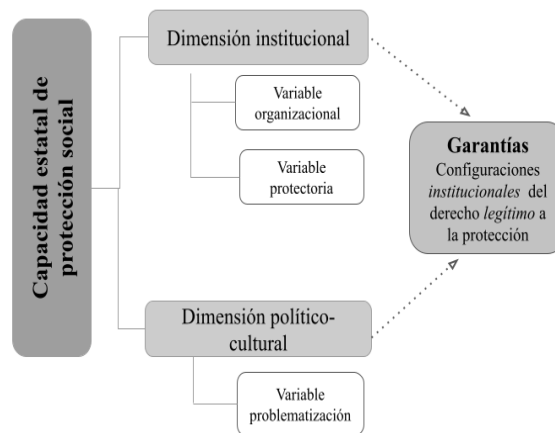 Capacidad estatal de
protección social
Dimensión institucional
Variable
organizacional
Variable
protectoria
Garantías
Configuraciones
institucionales del
derecho legítimo a
la protección
Dimensión político-
cultural
Variable
problematización